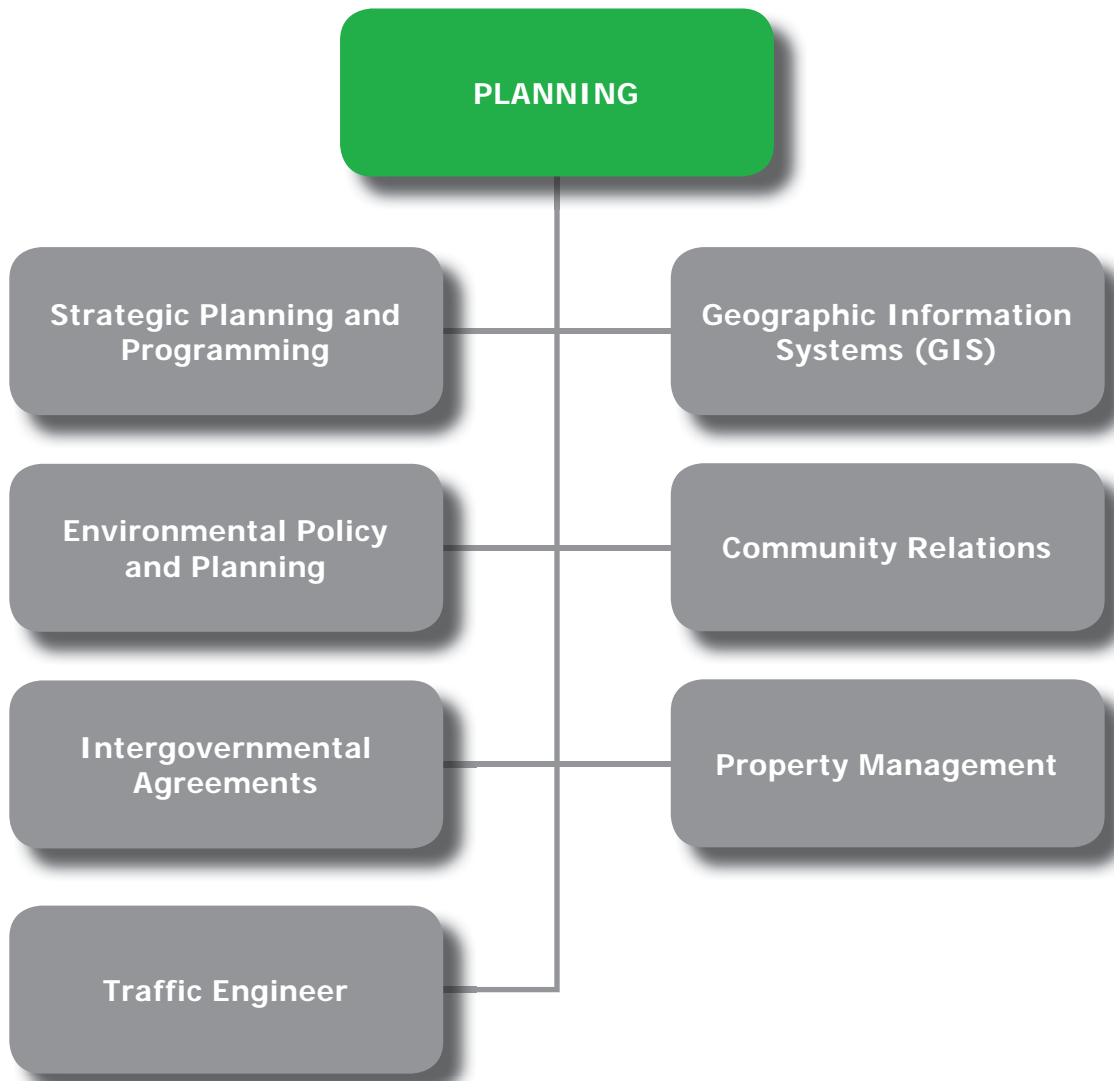 PLANNING
Strategic Planning and
Programming
Geographic Information
Systems (GIS)
Environmental Policy
and Planning
Community Relations
Intergovernmental
Agreements
Property Management
Traffic Engineer